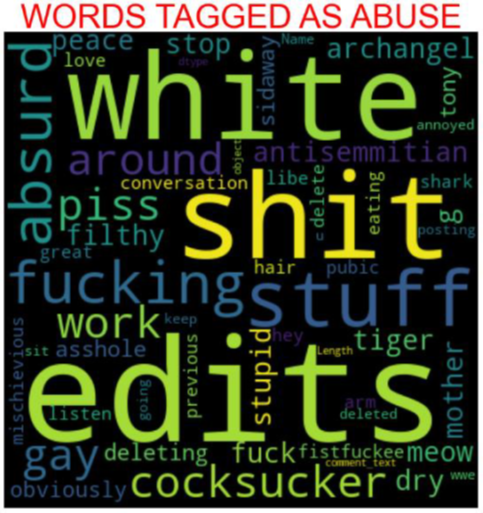 WORDS TAGGED AS ABUSE
peace stop sidaway Name archangel
love dtype
absurd white tony
annoyed
around object antisemmitian
conversation libe delete eating shark
piss shit g
filthy posting
great hair pubic
fucking stuff
work keep hey tiger
mischievious sit asshole previous stupid Length mother
edits
listen going arm deleted
gay deleting fuck fistfuckee meow
comment_text
obviously cocksucker dry wwe